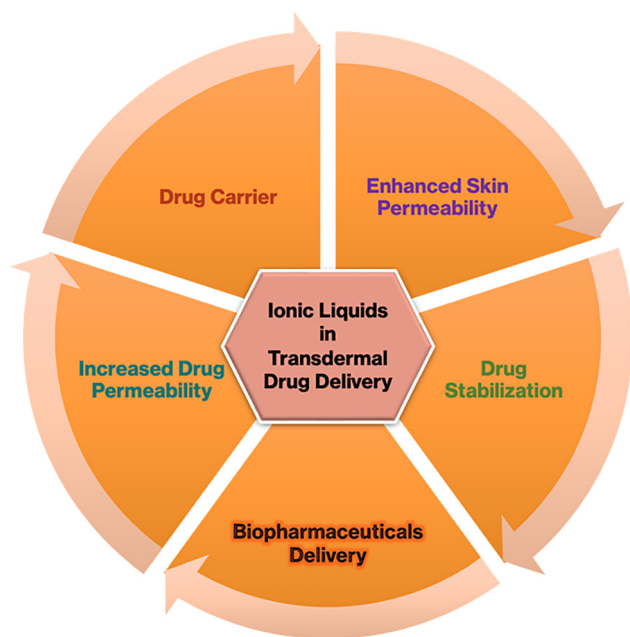 Drug Carrier
Enhanced Skin
Permeability
Ionic Liquids
in
Transdermal
Drug Delivery
Increased Drug
Permeability
Drug
Stabilization
Biopharmaceuticals
Delivery